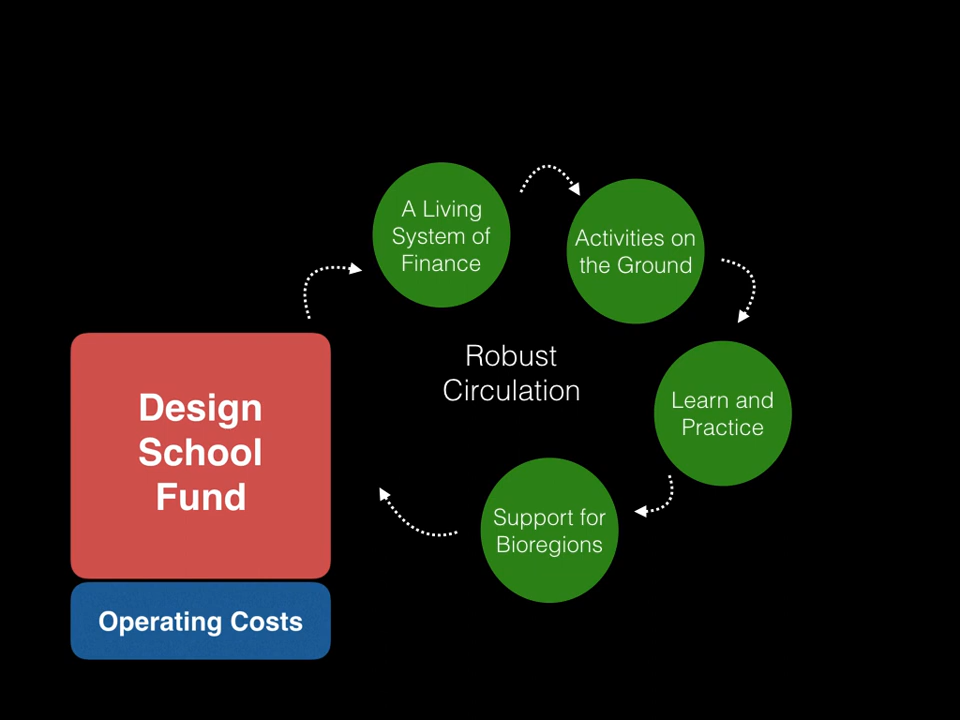 A Living
System of
Finance
Activities on
the Ground
Robust
Circulation
Learn and
Practice
Design
School
Fund
Support for
Bioregions
Operating Costs